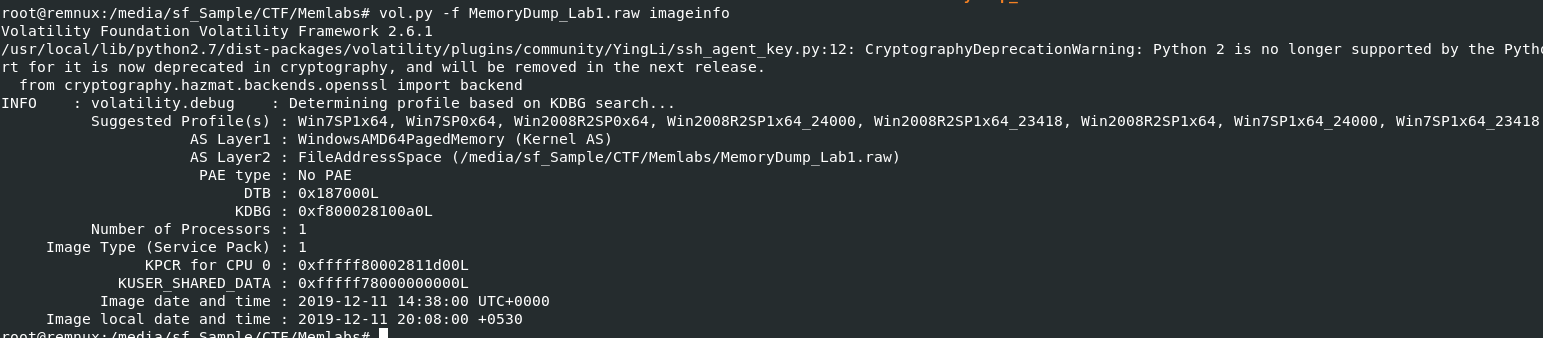 root@remnux:/media/sf_Sample/CTF/Memlabs# vol.py -f MemoryDump_Lab1.raw imageinfo
Volatility Foundation Volatility Framework 2.6.1
/usr/local/lib/python2.7/dist-packages/volatility/plugins/community/YingLi/ssh_agent_key.py:12: CryptographyDeprecationWarning: Python 2 is no longer supported by the Pytho
rt for it is now deprecated in cryptography, and will be removed in the next release.
from cryptography.hazmat.backends.openssl import backend
INFO    : volatility.debug    : Determining profile based on KDBG search...
Suggested Profile(s) : Win7SP1x64, Win7SP0x64, Win2008R2SP0x64, Win2008R2SP1x64_24000, Win2008R2SP1x64_23418, Win2008R2SP1x64, Win7SP1x64_24000, Win7SP1x64_23418
AS Layer1 : WindowsAMD64PagedMemory (Kernel AS)
AS Layer2 : FileAddressSpace (/media/sf_Sample/CTF/Memlabs/MemoryDump_Lab1.raw)
PAE type : No PAE
DTB : 0x187000L
KDBG : 0xf800028100a0L
Number of Processors : 1
Image Type (Service Pack) : 1
KPCR for CPU 0 : 0xfffff80002811d00L
KUSER_SHARED_DATA : 0xfffff78000000000L
Image date and time : 2019-12-11 14:38:00 UTC+0000
Image local date and time : 2019-12-11 20:08:00 +0530
root@remnux:/media/sf_Sample/CTF/Memlabs#